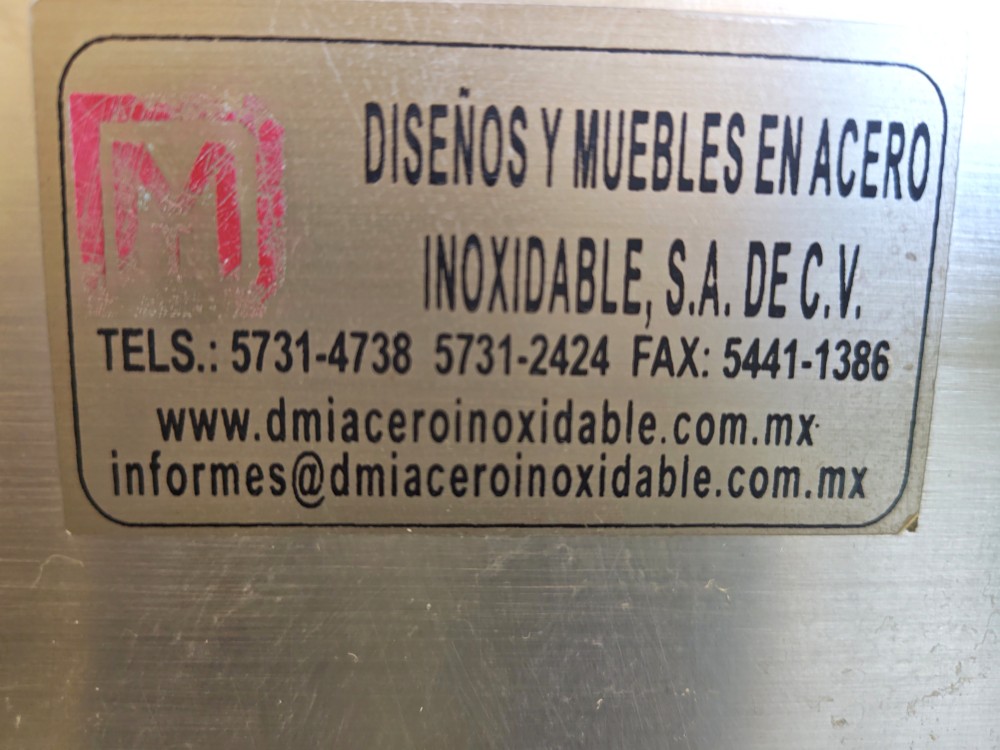 M
DISEÑOS Y MUEBLES EN ACERO
INOXIDABLE, S.A. DE C.V.
TELS.: 5731-4738 5731-2424 FAX: 5441-1386
www.dmiaceroinoxidable.com.mx
informes@dmiaceroinoxidable.com.mx